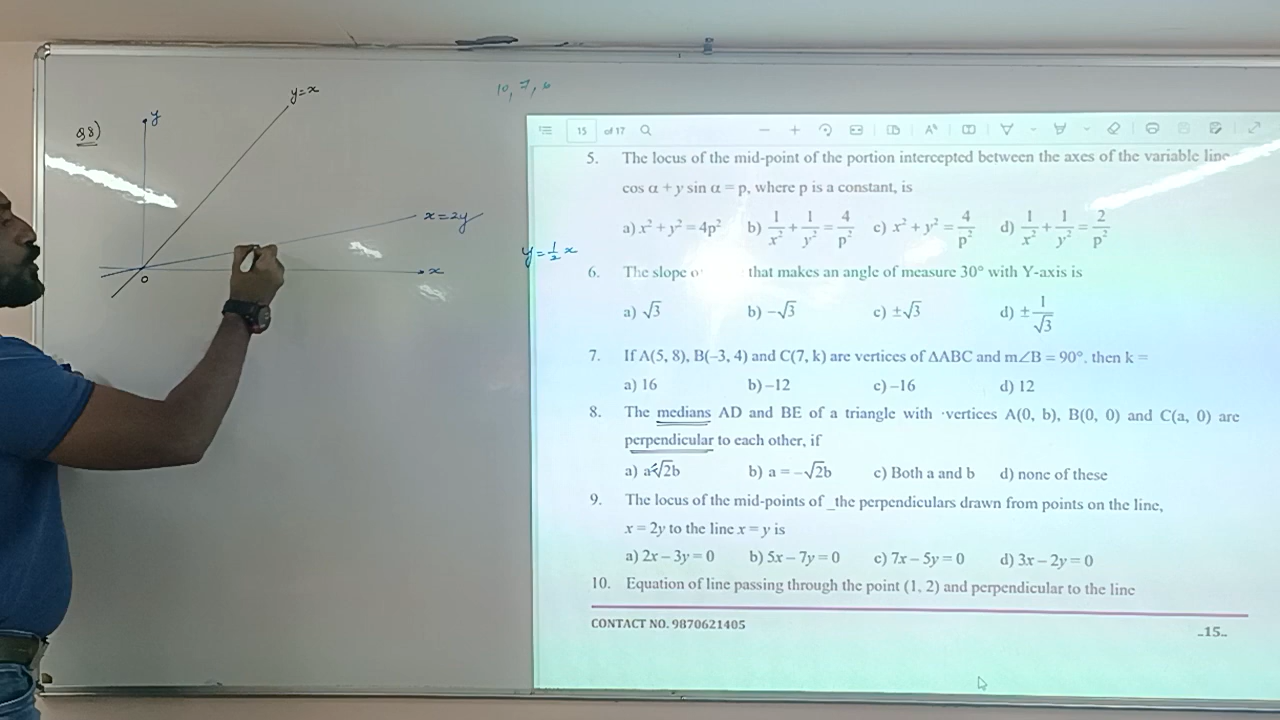 10, 7, 6
Q8)
y
y=x
x=2y
x
O
y=½x
15 of 17
5. The locus of the mid-point of the portion intercepted between the axes of the variable line
cos α + y sin α = p, where p is a constant, is
a) x² + y² = 4p² b) 1/x² + 1/y² = 4/p² c) x² + y² = 4/p² d) 1/x² + 1/y² = 2/p²
6. The slope o that makes an angle of measure 30° with Y-axis is
a) √3 b) –√3 c) ±√3 d) ± 1/√3
7. If A(5, 8), B(–3, 4) and C(7, k) are vertices of ΔABC and m∠B = 90°. then k =
a) 16 b) –12 c) –16 d) 12
8. The medians AD and BE of a triangle with vertices A(0, b), B(0, 0) and C(a, 0) are
perpendicular to each other, if
a) a=√2b b) a = –√2b c) Both a and b d) none of these
9. The locus of the mid-points of _the perpendiculars drawn from points on the line,
x = 2y to the line x = y is
a) 2x – 3y = 0 b) 5x – 7y = 0 c) 7x – 5y = 0 d) 3x – 2y = 0
10. Equation of line passing through the point (1, 2) and perpendicular to the line
CONTACT NO. 9870621405
..15..